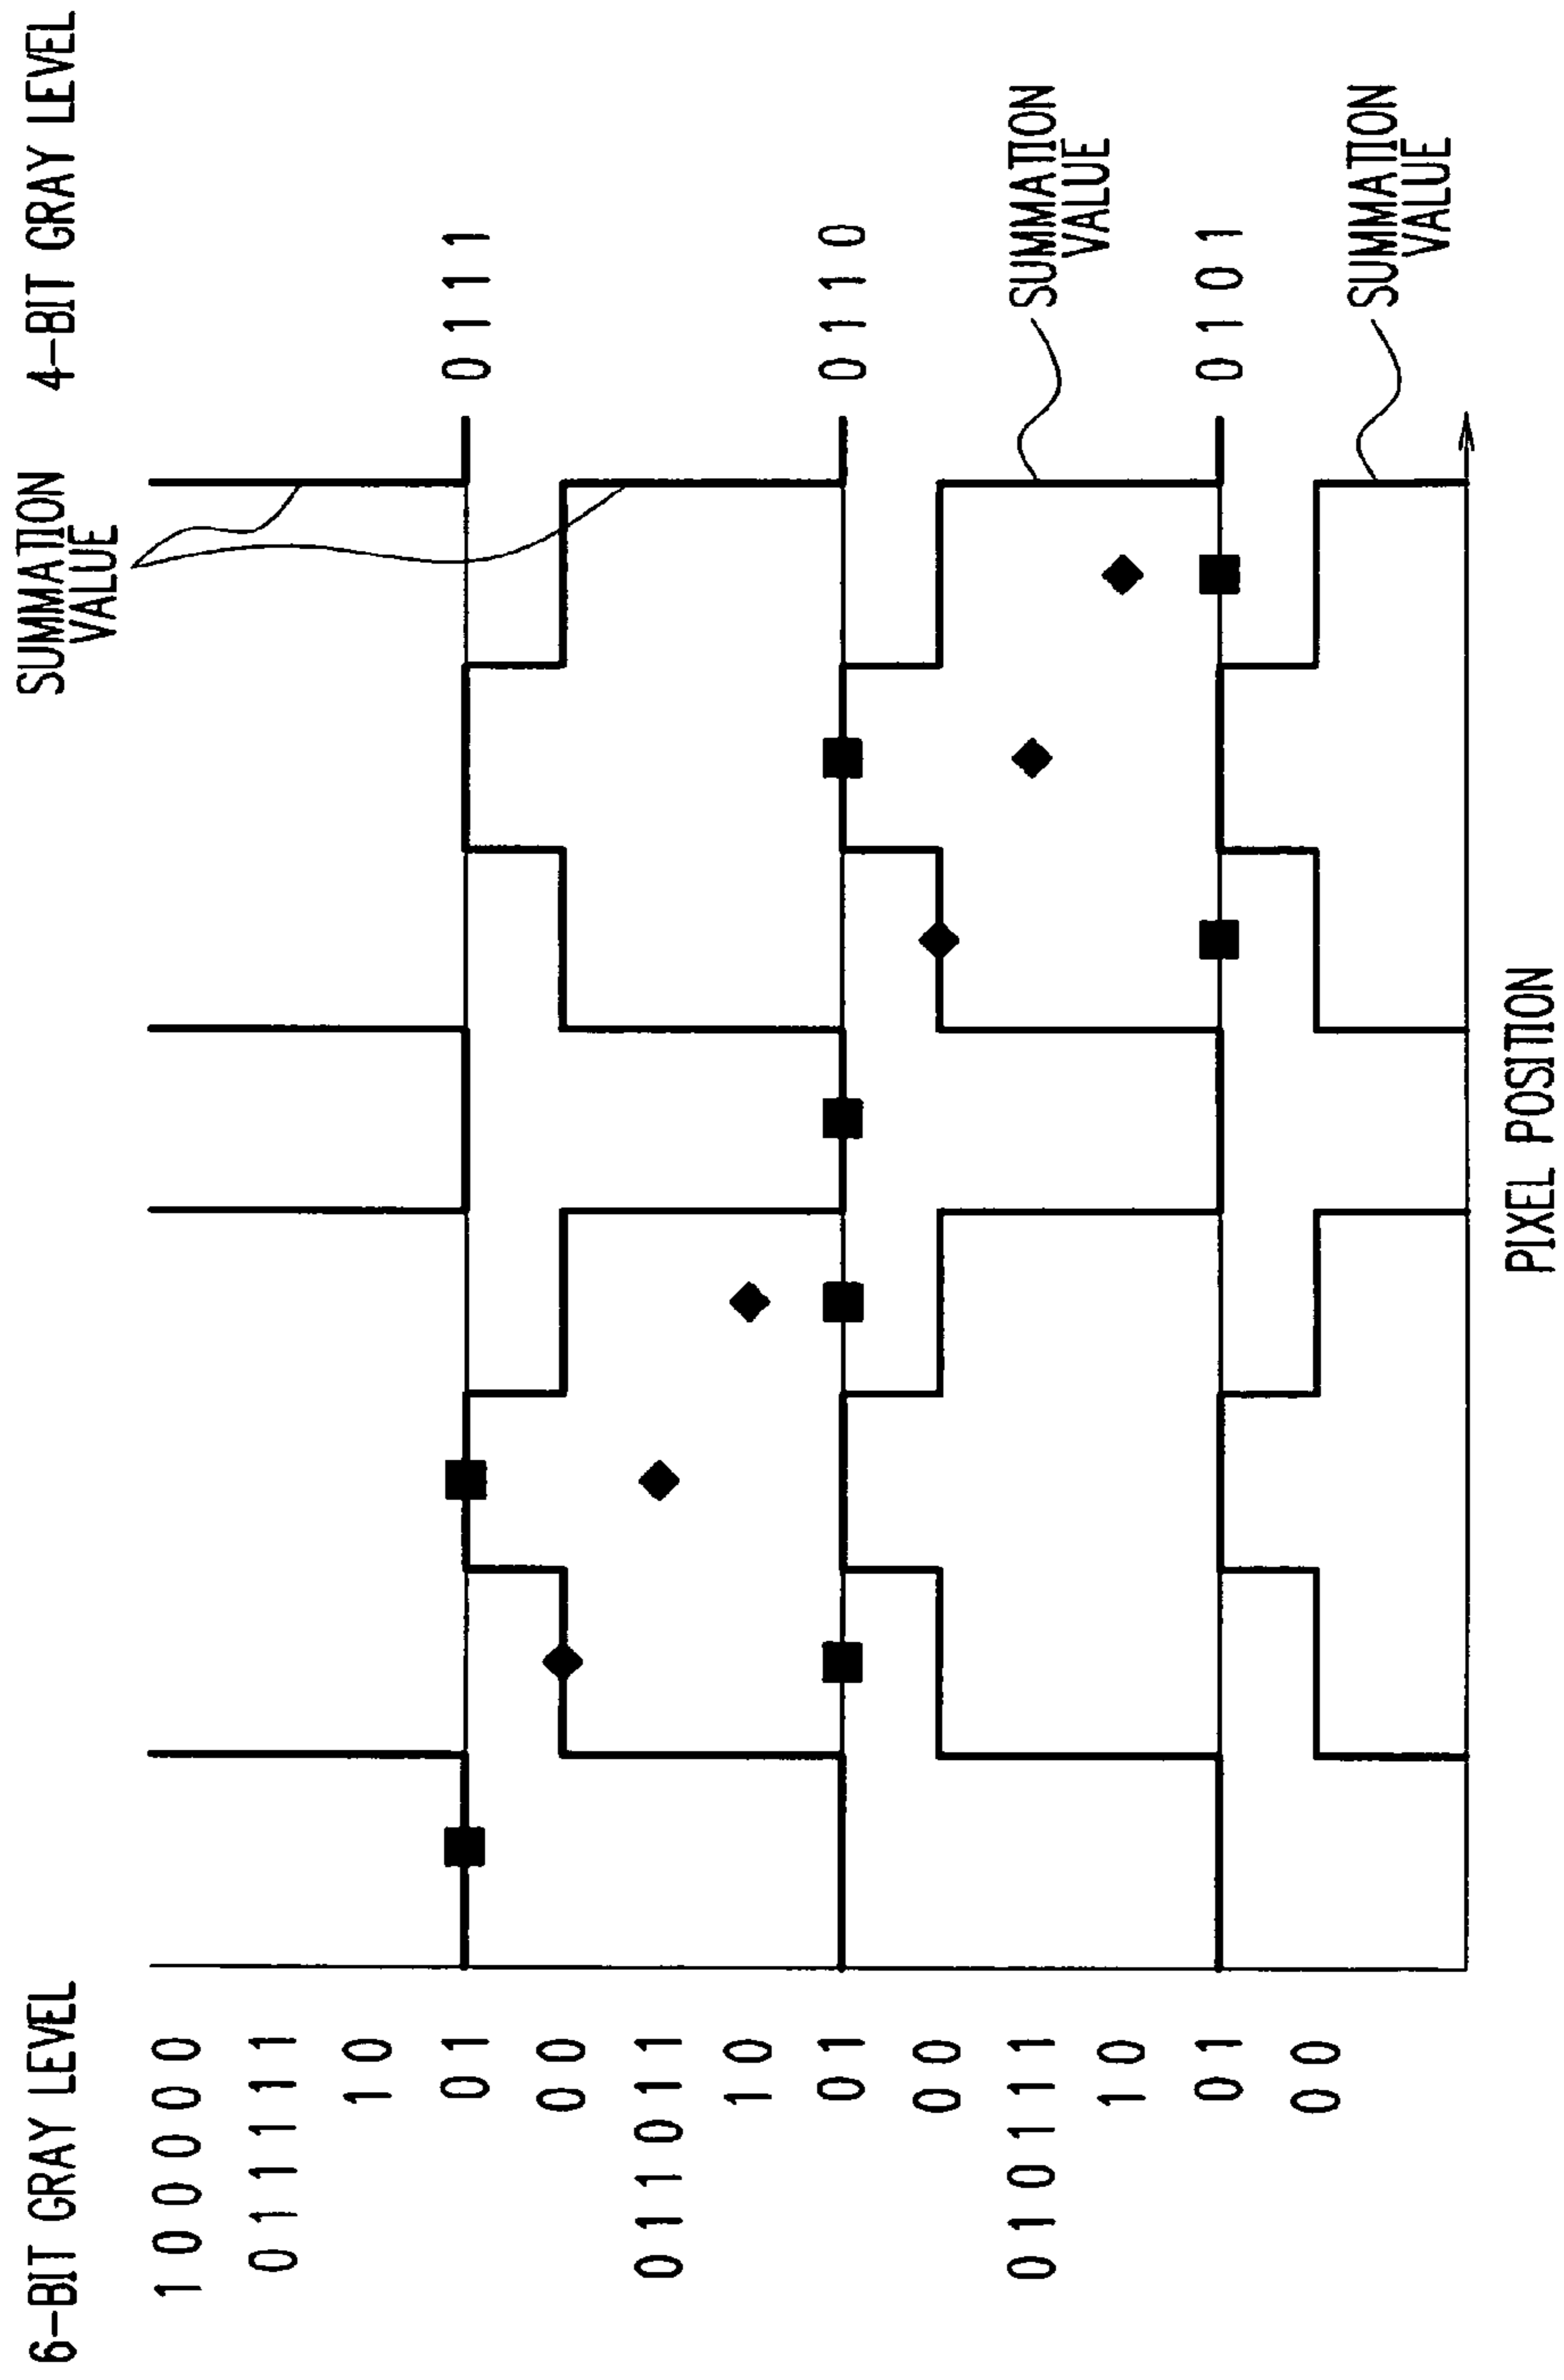 6-BIT GRAY LEVEL
1 0 0 0 0 0
0 1 1 1 1 1
1 0
0 1
0 0
0 1 1 0 1 1
1 0
0 1
0 0
0 1 0 1 1 1
1 0
0 1
0 0
SUMMATION
VALUE
4-BIT GRAY LEVEL
0 1 1 1
0 1 1 0
SUMMATION
VALUE
0 1 0 1
SUMMATION
VALUE
PIXEL POSITION